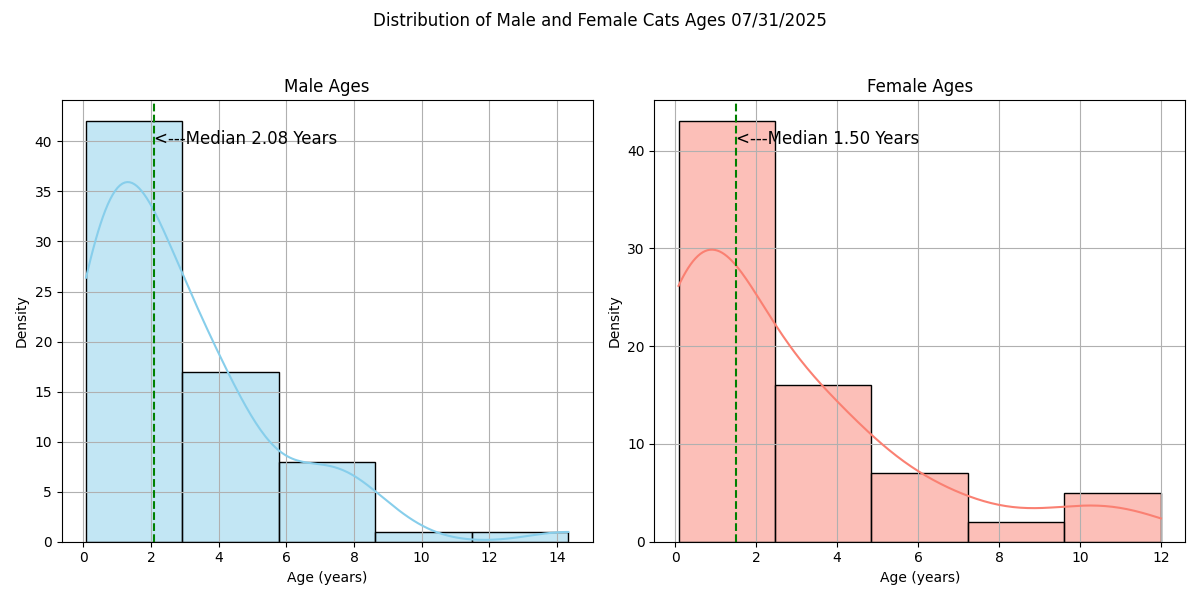 Distribution of Male and Female Cats Ages 07/31/2025
Male Ages
<---Median 2.08 Years
Density
40
35
30
25
20
15
10
5
0
0 2 4 6 8 10 12 14
Age (years)
Female Ages
<---Median 1.50 Years
Density
40
30
20
10
0
0 2 4 6 8 10 12
Age (years)